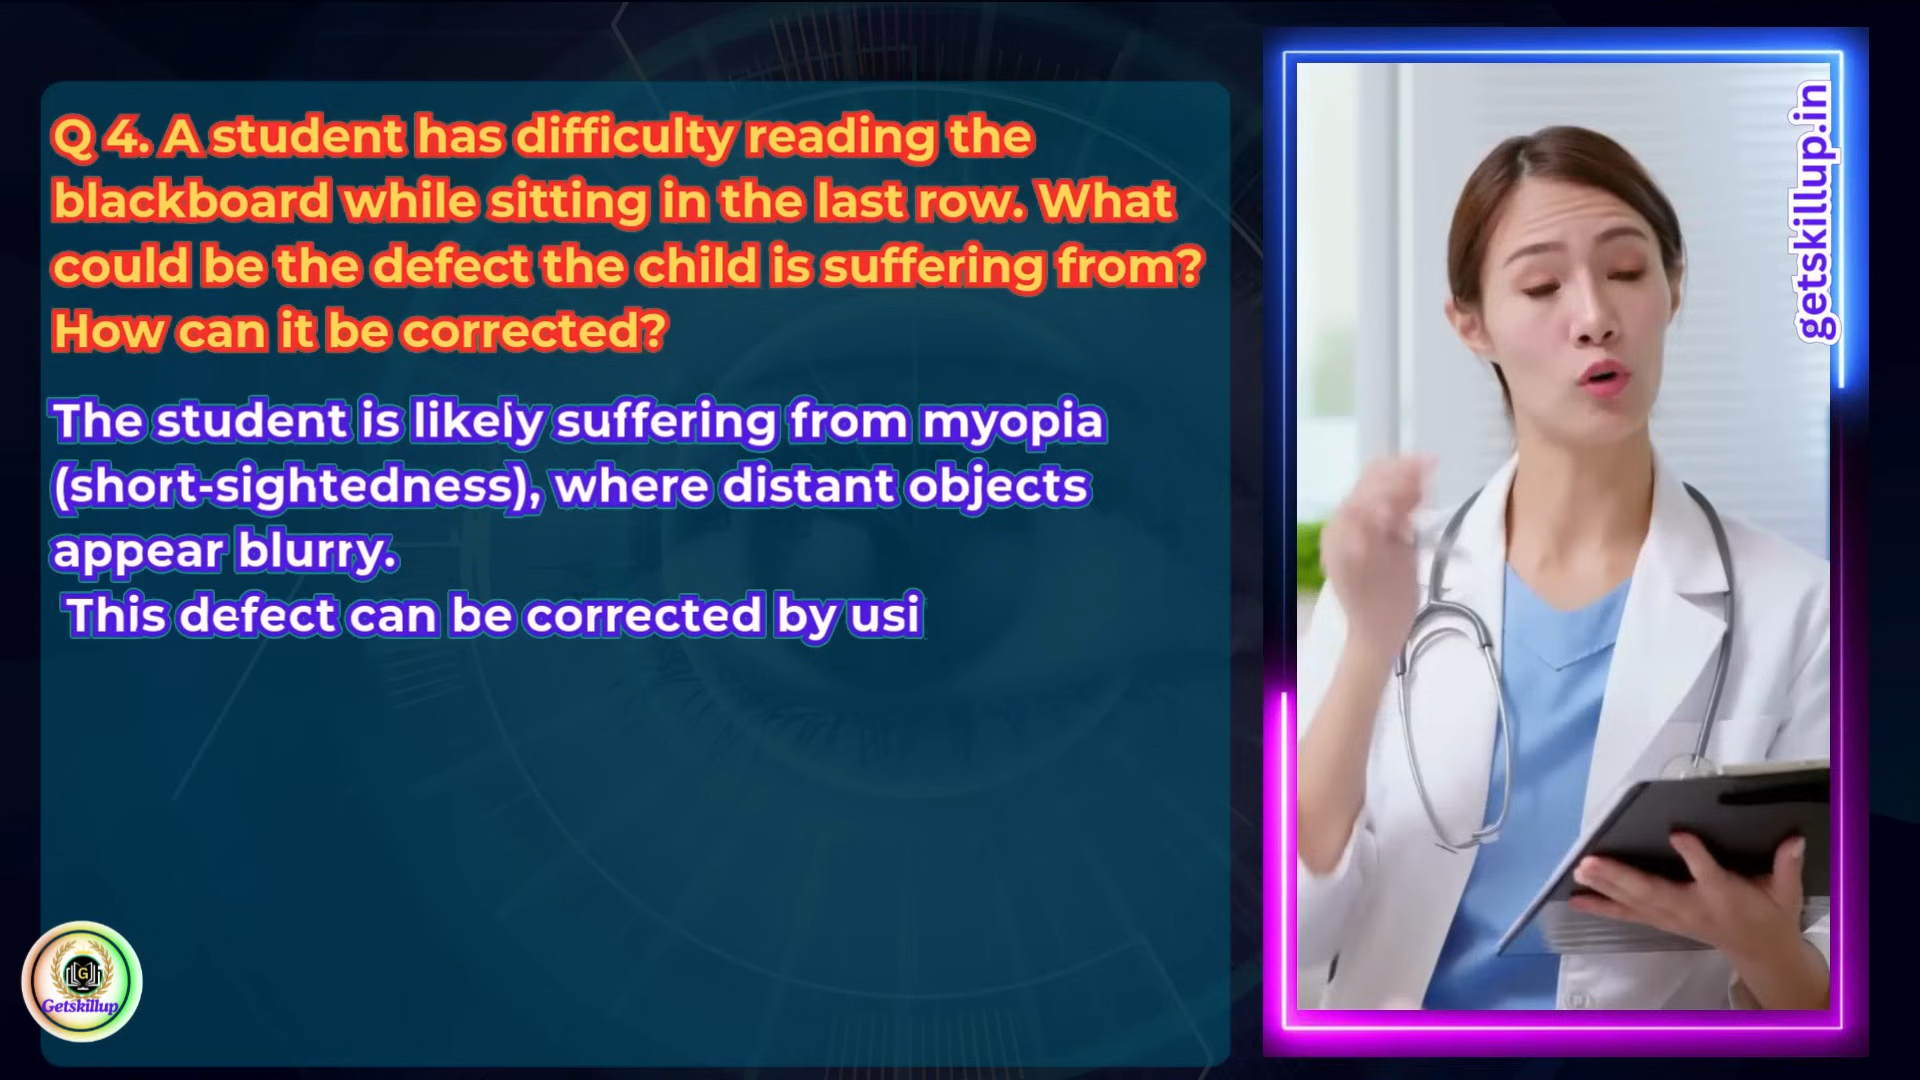 Q 4. A student has difficulty reading the
blackboard while sitting in the last row. What
could be the defect the child is suffering from?
How can it be corrected?
The student is likely suffering from myopia
(short-sightedness), where distant objects
appear blurry.
This defect can be corrected by usi
getskillup.in
G
Getskillup